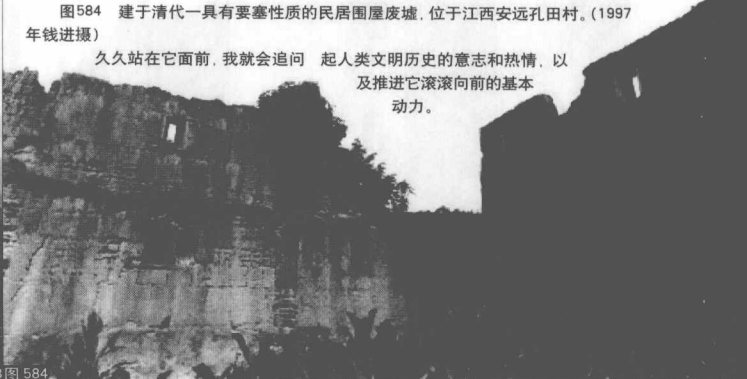 图584 建于清代一具有要塞性质的民居围屋废墟，位于江西安远孔田村。(1997
年钱进摄)
久久站在它面前，我就会追问 起人类文明历史的意志和热情，以
及推进它滚滚向前的基本
动力。
图584